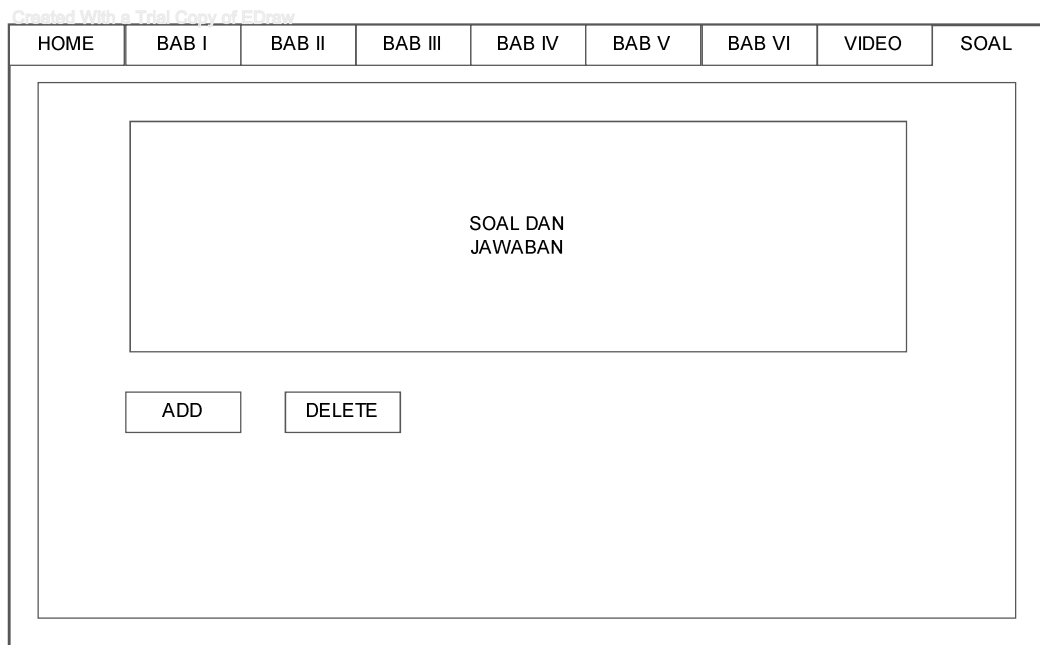 Created With a Trial Copy of EDraw
HOME BAB I BAB II BAB III BAB IV BAB V BAB VI VIDEO SOAL
SOAL DAN
JAWABAN
ADD DELETE